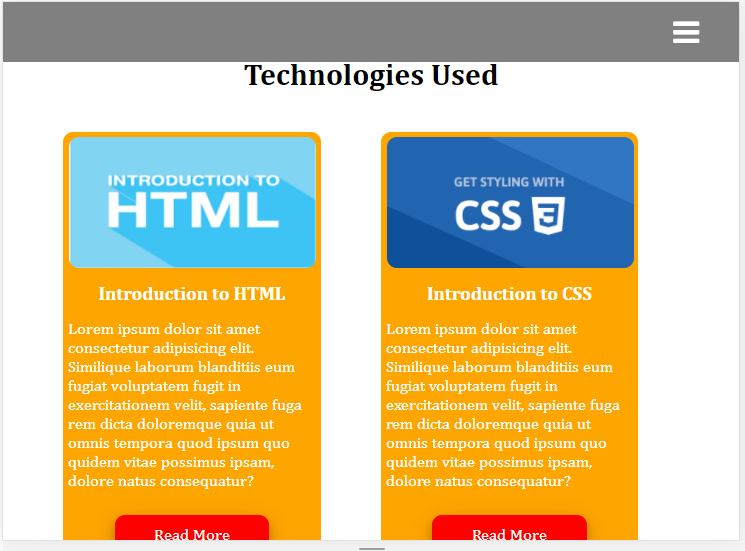 Technologies Used
INTRODUCTION TO
HTML
Introduction to HTML
Lorem ipsum dolor sit amet
consectetur adipisicing elit.
Similique laborum blanditiis eum
fugiat voluptatem fugit in
exercitationem velit, sapiente fuga
rem dicta doloremque quia ut
omnis tempora quod ipsum quo
quidem vitae possimus ipsam,
dolore natus consequatur?
Read More
GET STYLING WITH
CSS 3
Introduction to CSS
Lorem ipsum dolor sit amet
consectetur adipisicing elit.
Similique laborum blanditiis eum
fugiat voluptatem fugit in
exercitationem velit, sapiente fuga
rem dicta doloremque quia ut
omnis tempora quod ipsum quo
quidem vitae possimus ipsam,
dolore natus consequatur?
Read More